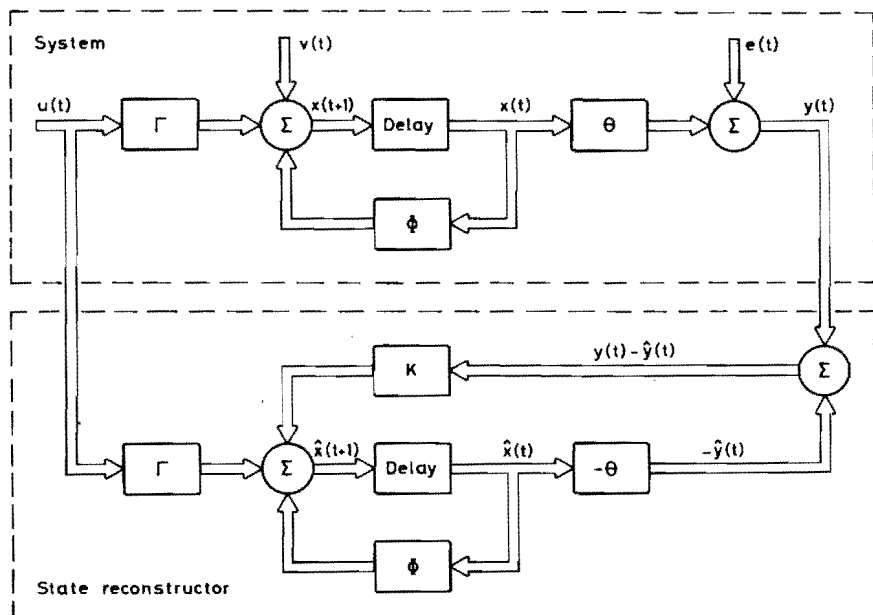 System
v(t)
e(t)
u(t)
Γ
Σ
x(t+1)
Delay
x(t)
θ
Σ
y(t)
Φ
K
y(t) - ŷ(t)
Σ
Γ
Σ
x̂(t+1)
Delay
x̂(t)
-θ
-ŷ(t)
Φ
State reconstructor